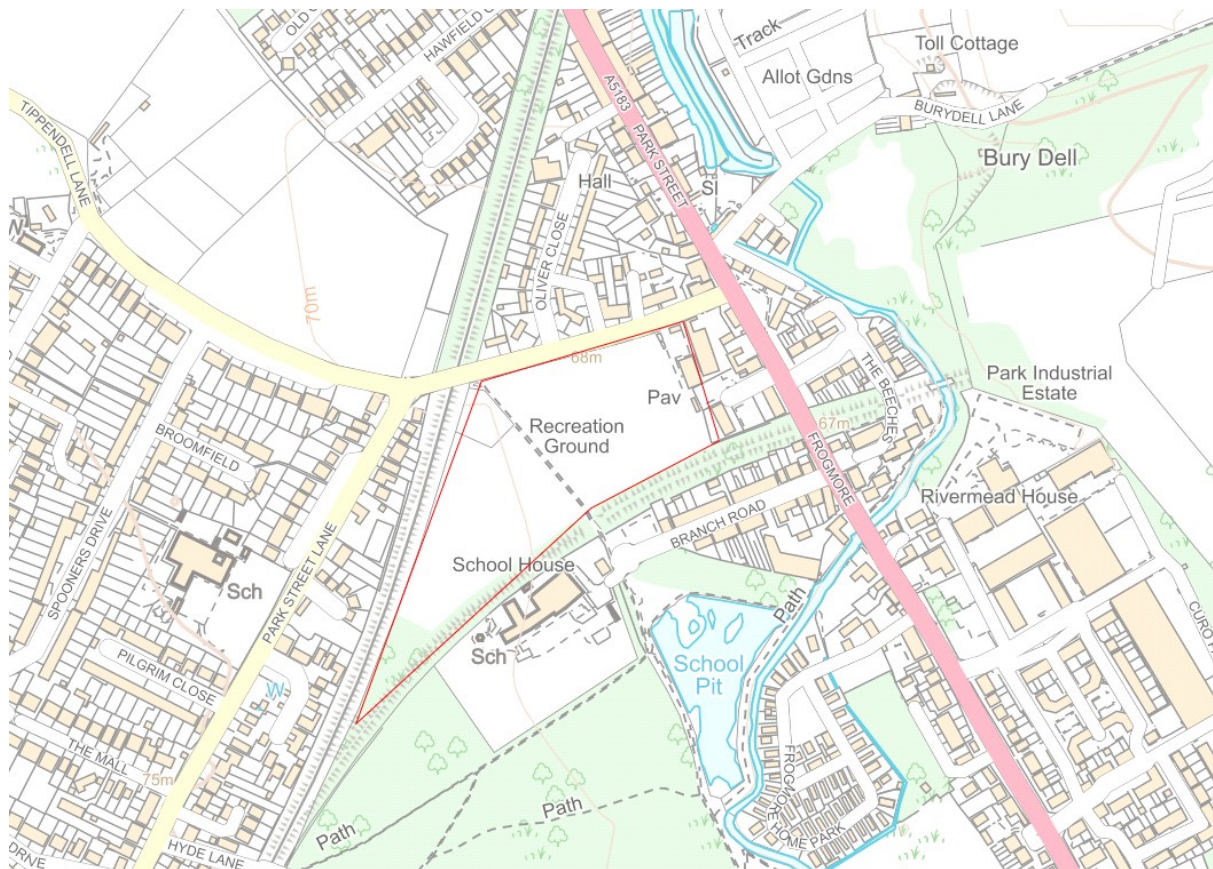 HAWFIELD
Track
Toll Cottage
Allot Gdns
A5183
PARK STREET
BURYDELL LANE
TIPPENDELL LANE
Bury Dell
Hall
Sl
OLIVER CLOSE
70m
68m
Park Industrial
Estate
THE BEECHES
Pav
67m
Recreation
Ground
FROGMORE
BROOMFIELD
Rivermead House
BRANCH ROAD
SPOONERS DRIVE
School House
Sch
PARK STREET LANE
Path
CURO PA
Sch
School
Pit
PILGRIM CLOSE
W
THE MALL
75m
FROGMORE HOME PARK
Path
Path
DRIVE
HYDE LANE